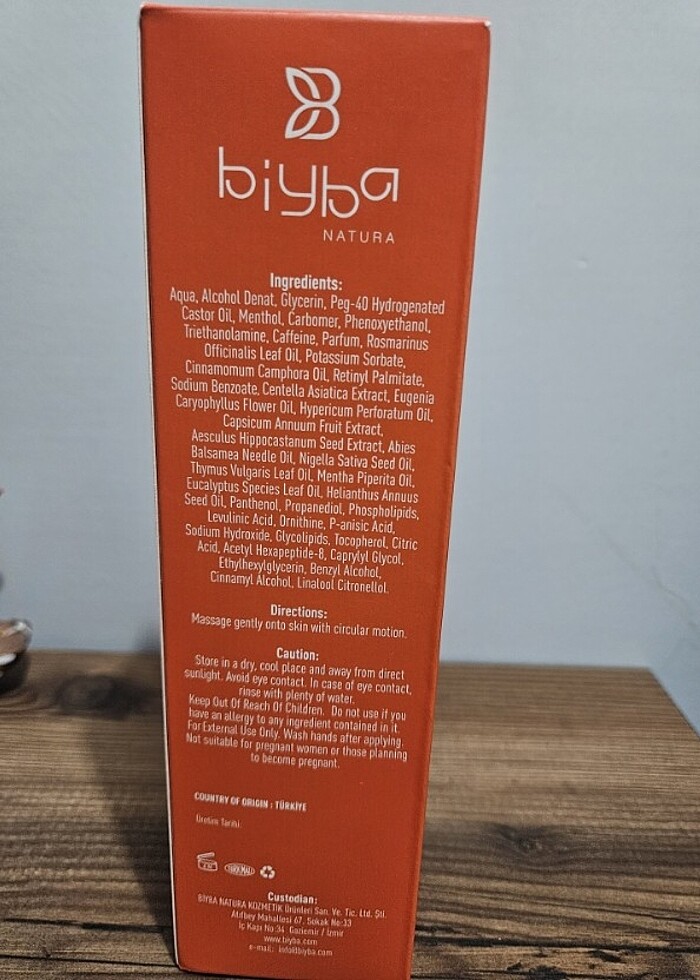 biyba
NATURA
Ingredients:
Aqua, Alcohol Denat, Glycerin, Peg-40 Hydrogenated
Castor Oil, Menthol, Carbomer, Phenoxyethanol,
Triethanolamine, Caffeine, Parfum, Rosmarinus
Officinalis Leaf Oil, Potassium Sorbate,
Cinnamomum Camphora Oil, Retinyl Palmitate,
Sodium Benzoate, Centella Asiatica Extract, Eugenia
Caryophyllus Flower Oil, Hypericum Perforatum Oil,
Capsicum Annuum Fruit Extract,
Aesculus Hippocastanum Seed Extract, Abies
Balsamea Needle Oil, Nigella Sativa Seed Oil,
Thymus Vulgaris Leaf Oil, Mentha Piperita Oil,
Eucalyptus Species Leaf Oil, Helianthus Annuus
Seed Oil, Panthenol, Propanediol, Phospholipids,
Levulinic Acid, Ornithine, P-anisic Acid,
Sodium Hydroxide, Glycolipids, Tocopherol, Citric
Acid, Acetyl Hexapeptide-8, Caprylyl Glycol,
Ethylhexylglycerin, Benzyl Alcohol,
Cinnamyl Alcohol, Linalool Citronellol.
Directions:
Massage gently onto skin with circular motion.
Caution:
Store in a dry, cool place and away from direct
sunlight. Avoid eye contact. In case of eye contact,
rinse with plenty of water.
Keep Out Of Reach Of Children. Do not use if you
have an allergy to any ingredient contained in it.
For External Use Only. Wash hands after applying.
Not suitable for pregnant women or those planning
to become pregnant.
COUNTRY OF ORIGIN : TÜRKİYE
Üretim Tarihi:
Custodian:
BİYBA NATURA KOZMETİK Ürünleri San. Ve. Tic. Ltd. Şti.
Atıfbey Mahallesi 67. Sokak No:33
İç Kapı No:34 Gaziemir / İzmir
www.biyba.com
e-mail: info@biyba.com